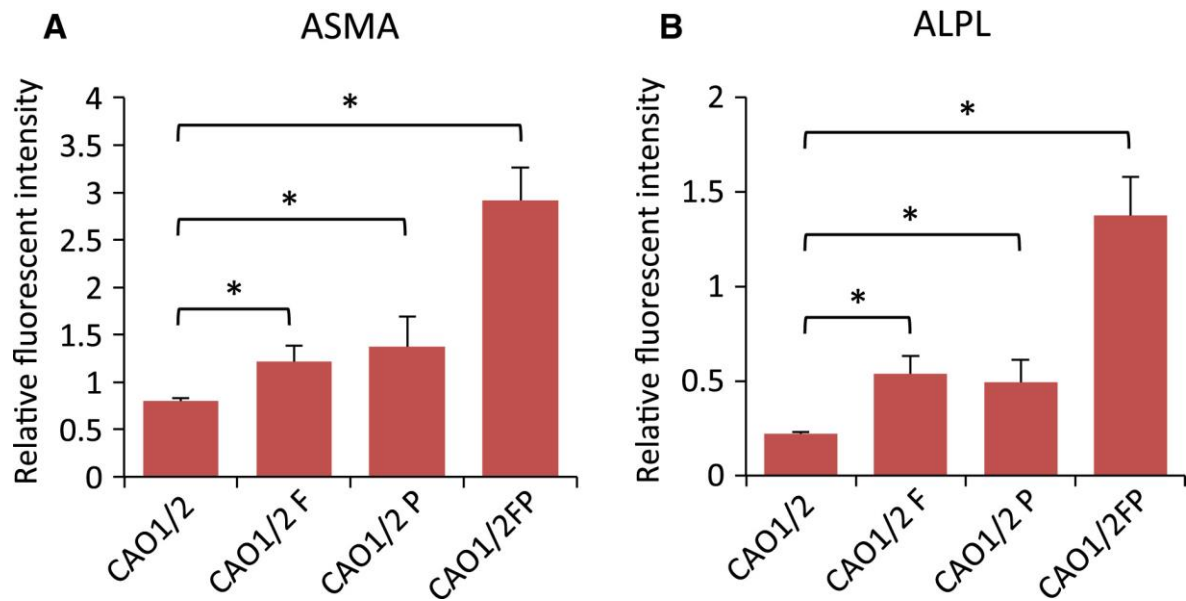 A
ASMA
Relative fluorescent intensity
4
3.5
3
2.5
2
1.5
1
0.5
0
*
*
*
CAO1/2
CAO1/2 F
CAO1/2 P
CAO1/2FP
B
ALPL
Relative fluorescent intensity
2
1.5
1
0.5
0
*
*
*
CAO1/2
CAO1/2 F
CAO1/2 P
CAO1/2FP